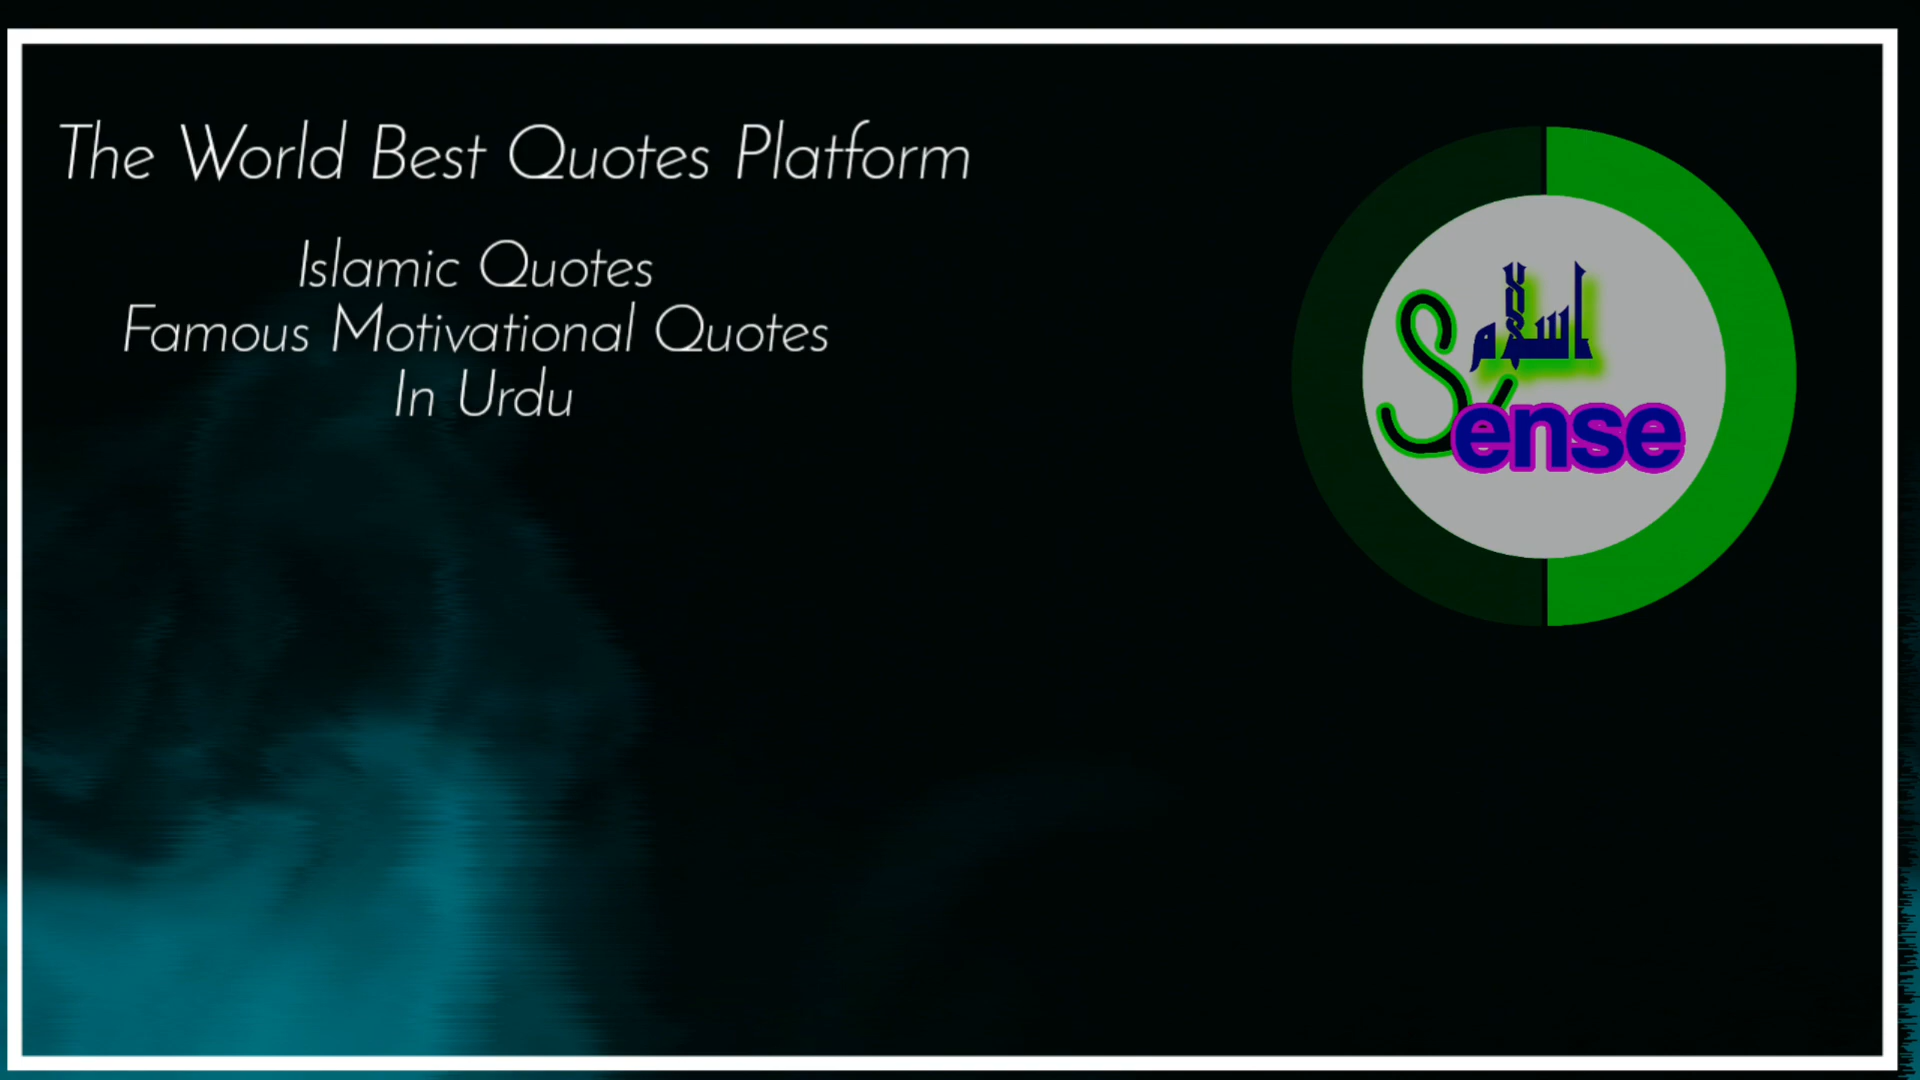 The World Best Quotes Platform
Islamic Quotes
Famous Motivational Quotes
In Urdu
اسلام
Sense